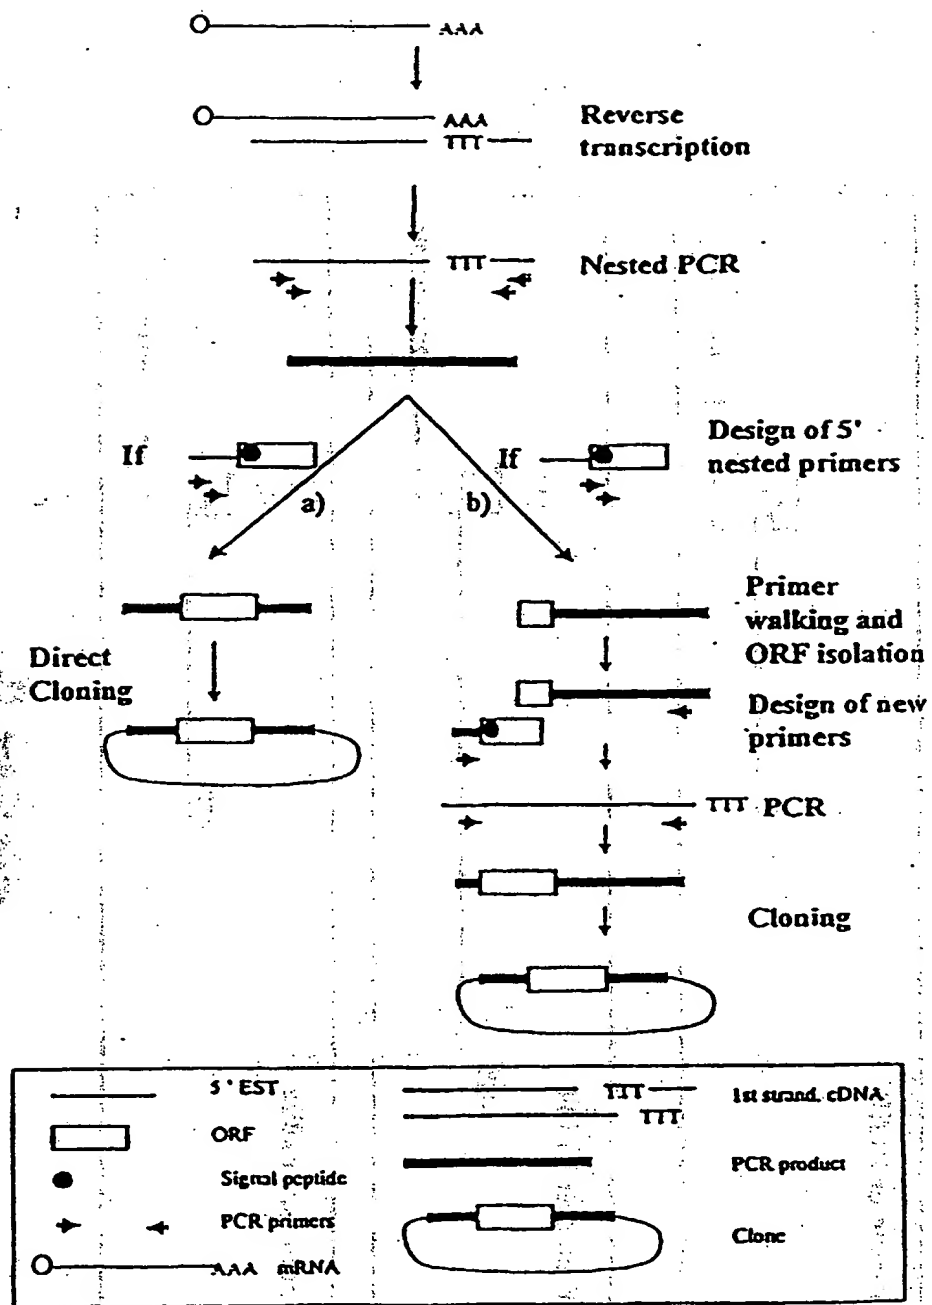 AAA
AAA
TTT
Reverse
transcription
TTT
Nested PCR
If
If
Design of 5'
nested primers
a)
b)
Primer
walking and
ORF isolation
Direct
Cloning
Design of new
primers
TTT PCR
Cloning
5' EST
TTT
1st strand. cDNA
TTT
ORF
Signal peptide
PCR product
PCR primers
Clone
AAA mRNA